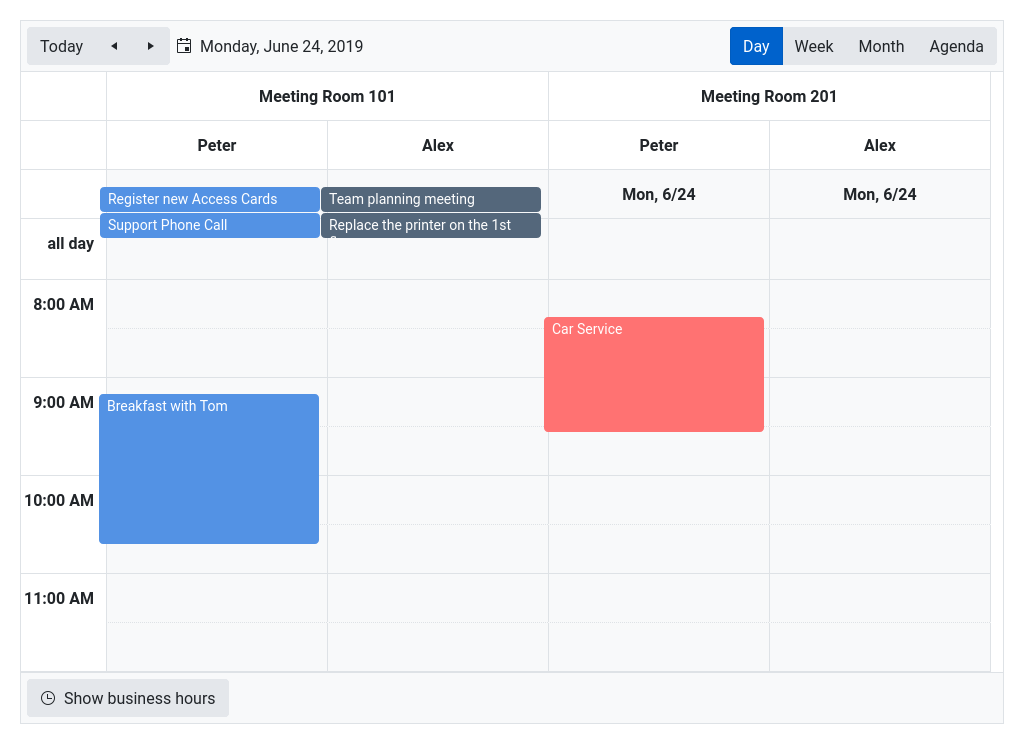 Today Monday, June 24, 2019 Day Week Month Agenda
Meeting Room 101 Meeting Room 201
Peter Alex Peter Alex
Register new Access Cards Team planning meeting Mon, 6/24 Mon, 6/24
Support Phone Call Replace the printer on the 1st
all day
8:00 AM
Car Service
9:00 AM
Breakfast with Tom
10:00 AM
11:00 AM
Show business hours